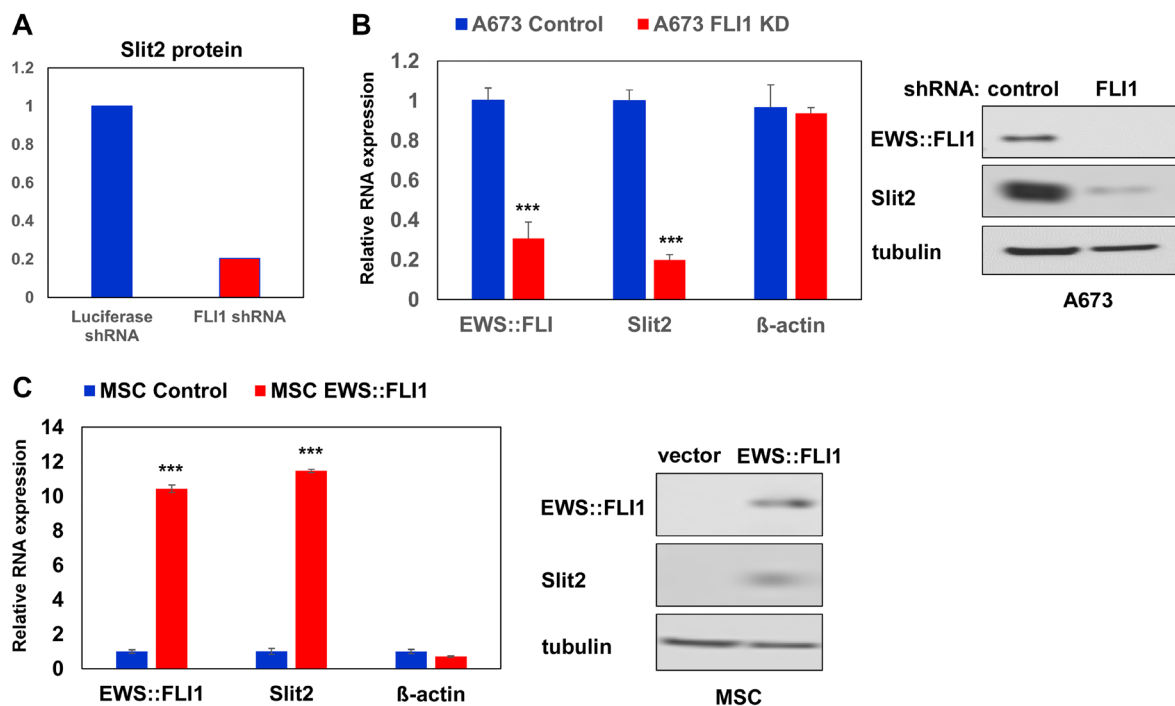 A
Slit2 protein
1.2
1
0.8
0.6
0.4
0.2
0
Luciferase
shRNA
FLI1 shRNA
B
A673 Control
A673 FLI1 KD
Relative RNA expression
1.2
1
0.8
0.6
0.4
0.2
0
***
***
EWS::FLI
Slit2
ß-actin
shRNA: control FLI1
EWS::FLI1
Slit2
tubulin
A673
C
MSC Control
MSC EWS::FLI1
Relative RNA expression
14
12
10
8
6
4
2
0
***
***
EWS::FLI1
Slit2
ß-actin
vector EWS::FLI1
EWS::FLI1
Slit2
tubulin
MSC